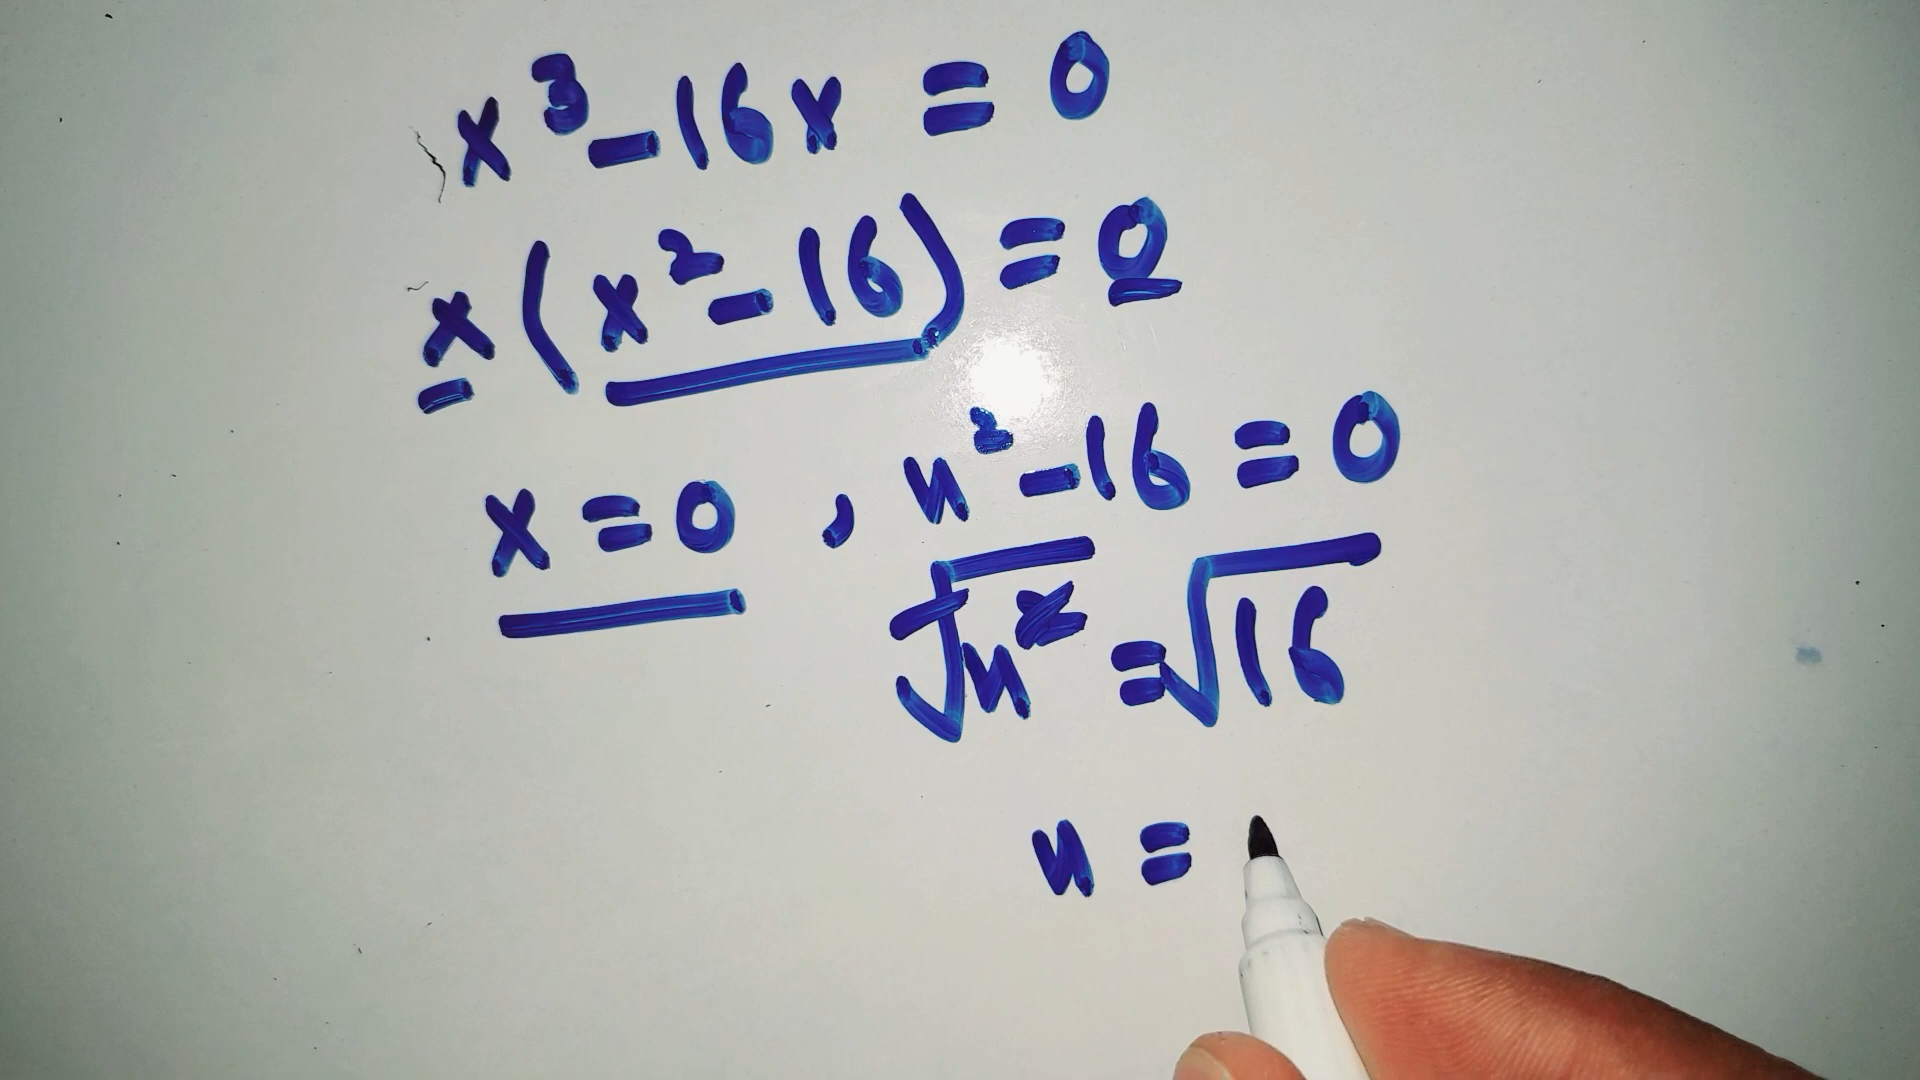 x³-16x = 0
x(x²-16) = 0
x = 0 , x²-16 = 0
√x² = √16
x =